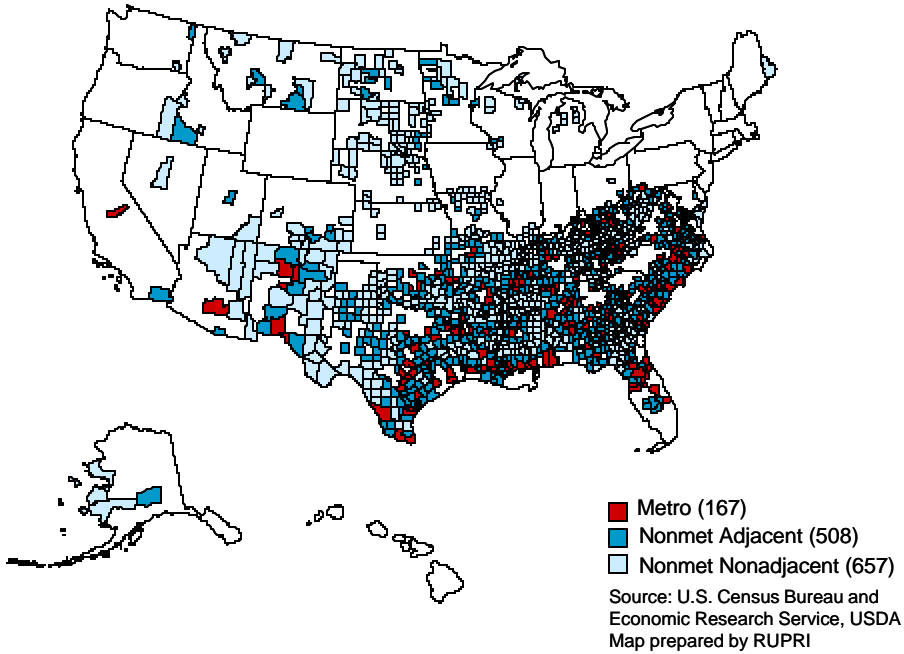 Metro (167)
Nonmet Adjacent (508)
Nonmet Nonadjacent (657)
Source: U.S. Census Bureau and
Economic Research Service, USDA
Map prepared by RUPRI